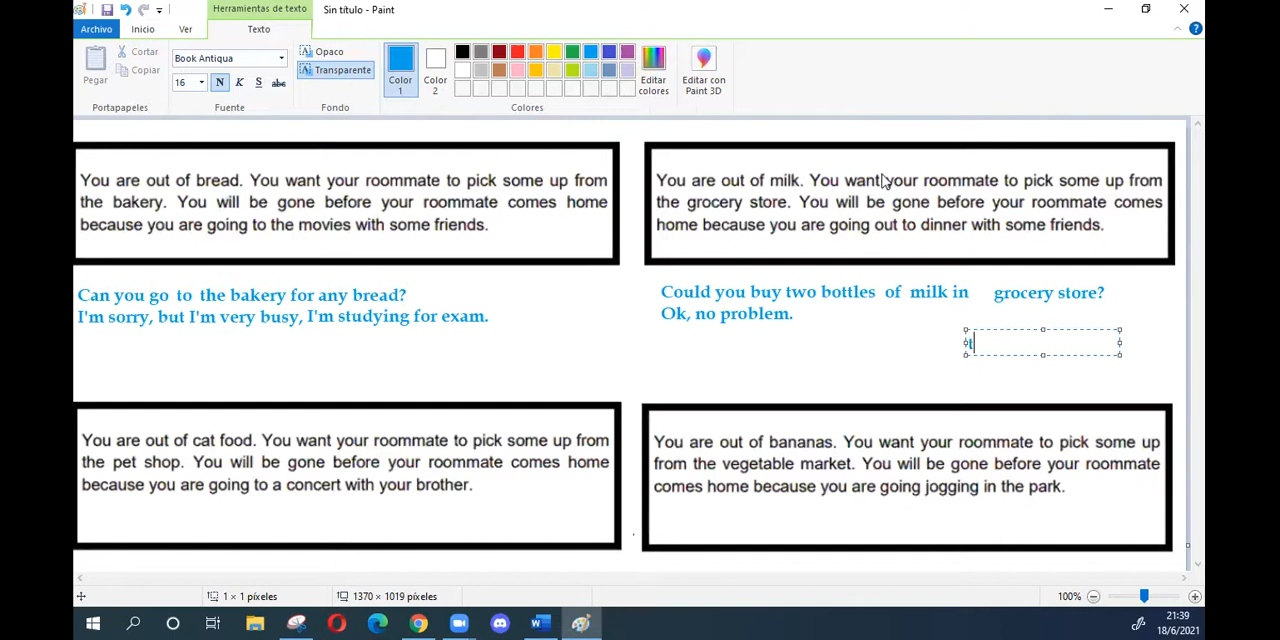 Herramientas de texto
Sin título - Paint
Archivo
Inicio
Ver
Texto
Pegar
Cortar
Copiar
Portapapeles
Book Antiqua
16
N K S abc
Fuente
Opaco
Transparente
Fondo
Color 1
Color 2
Colores
Editar colores
Editar con Paint 3D
You are out of bread. You want your roommate to pick some up from
the bakery. You will be gone before your roommate comes home
because you are going to the movies with some friends.
You are out of milk. You want your roommate to pick some up from
the grocery store. You will be gone before your roommate comes
home because you are going out to dinner with some friends.
Can you go to the bakery for any bread?
I'm sorry, but I'm very busy, I'm studying for exam.
Could you buy two bottles of milk in grocery store?
Ok, no problem.
t
You are out of cat food. You want your roommate to pick some up from
the pet shop. You will be gone before your roommate comes home
because you are going to a concert with your brother.
You are out of bananas. You want your roommate to pick some up
from the vegetable market. You will be gone before your roommate
comes home because you are going jogging in the park.
1 × 1 píxeles
1370 × 1019 píxeles
100%
21:39
18/6/2021